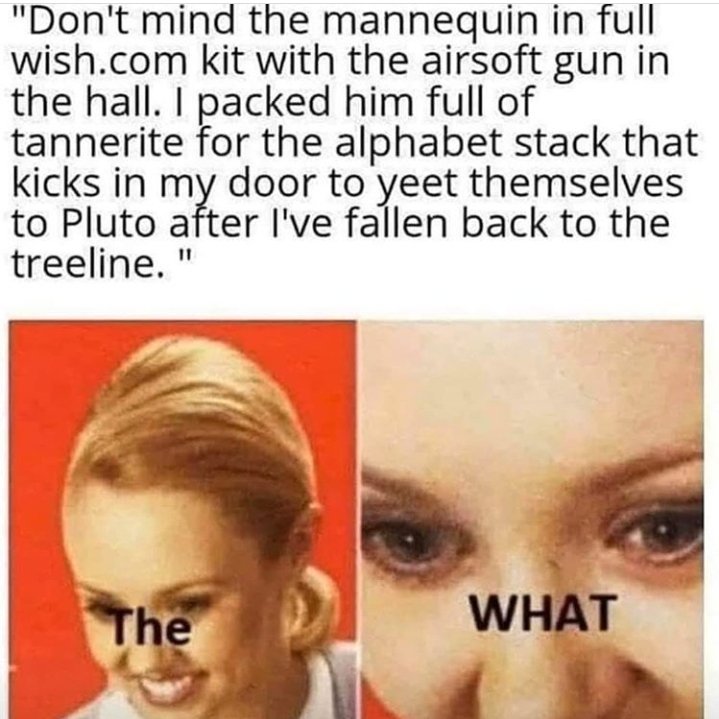 "Don't mind the mannequin in full
wish.com kit with the airsoft gun in
the hall. I packed him full of
tannerite for the alphabet stack that
kicks in my door to yeet themselves
to Pluto after I've fallen back to the
treeline. "
The
WHAT